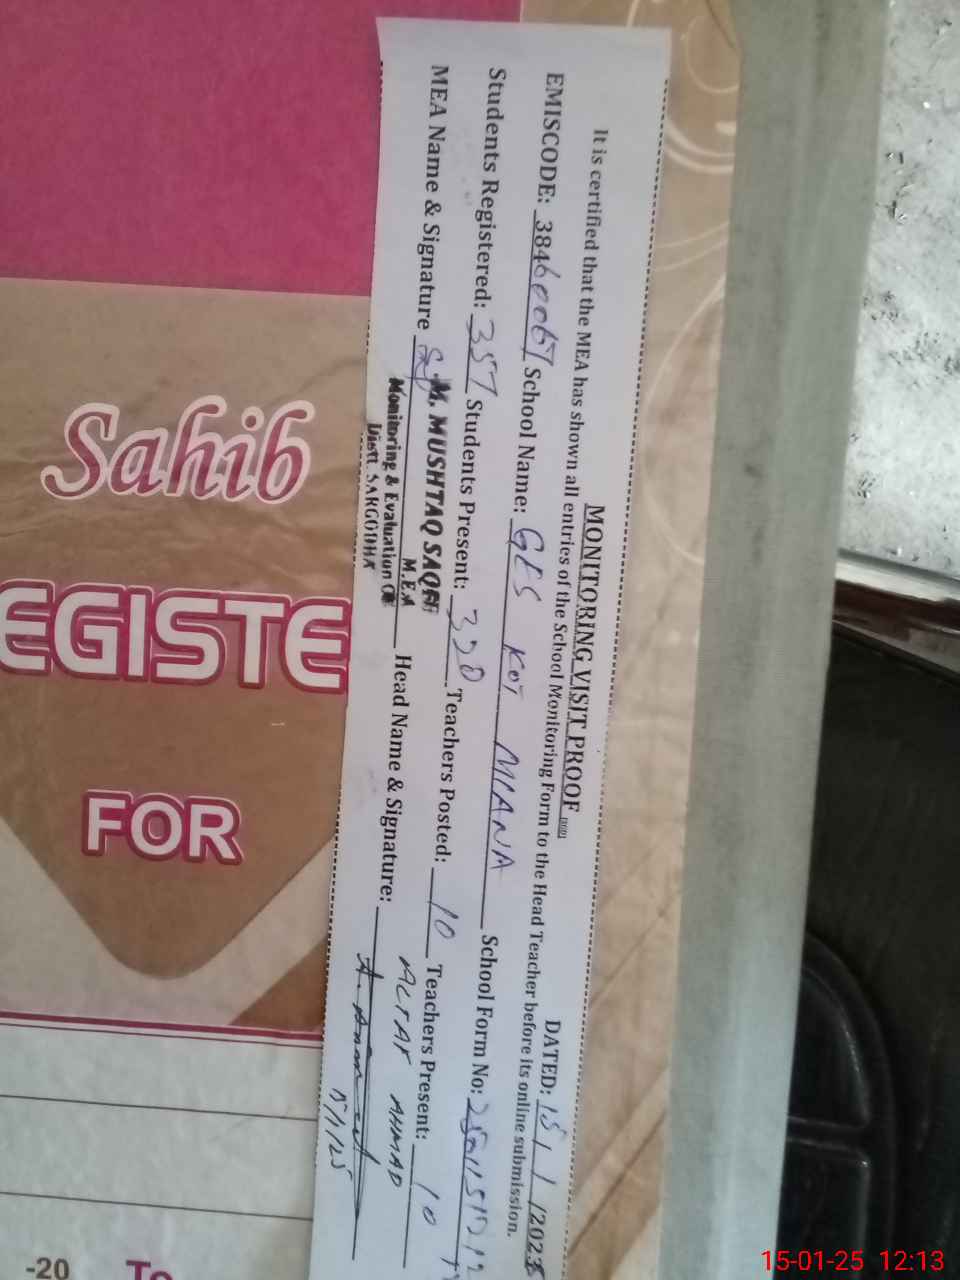 MONITORING VISIT PROOF
DATED: 15/1/202
It is certified that the MEA has shown all entries of the School Monitoring Form to the Head Teacher before its online submission.
EMISCODE: 38460067 School Name: GES KOT MIANA School Form No:
Students Registered: 357 Students Present: Teachers Posted: 10 Teachers Present: 10
MEA Name & Signature Head Name & Signature: ALTAF AHMAD
M. MUSHTAQ SAQIB
M.E.A
Monitoring & Evaluation
Distt. SARGODHA
15/1/25
Sahib
EGISTE
FOR
-20 To
15-01-25 12:13